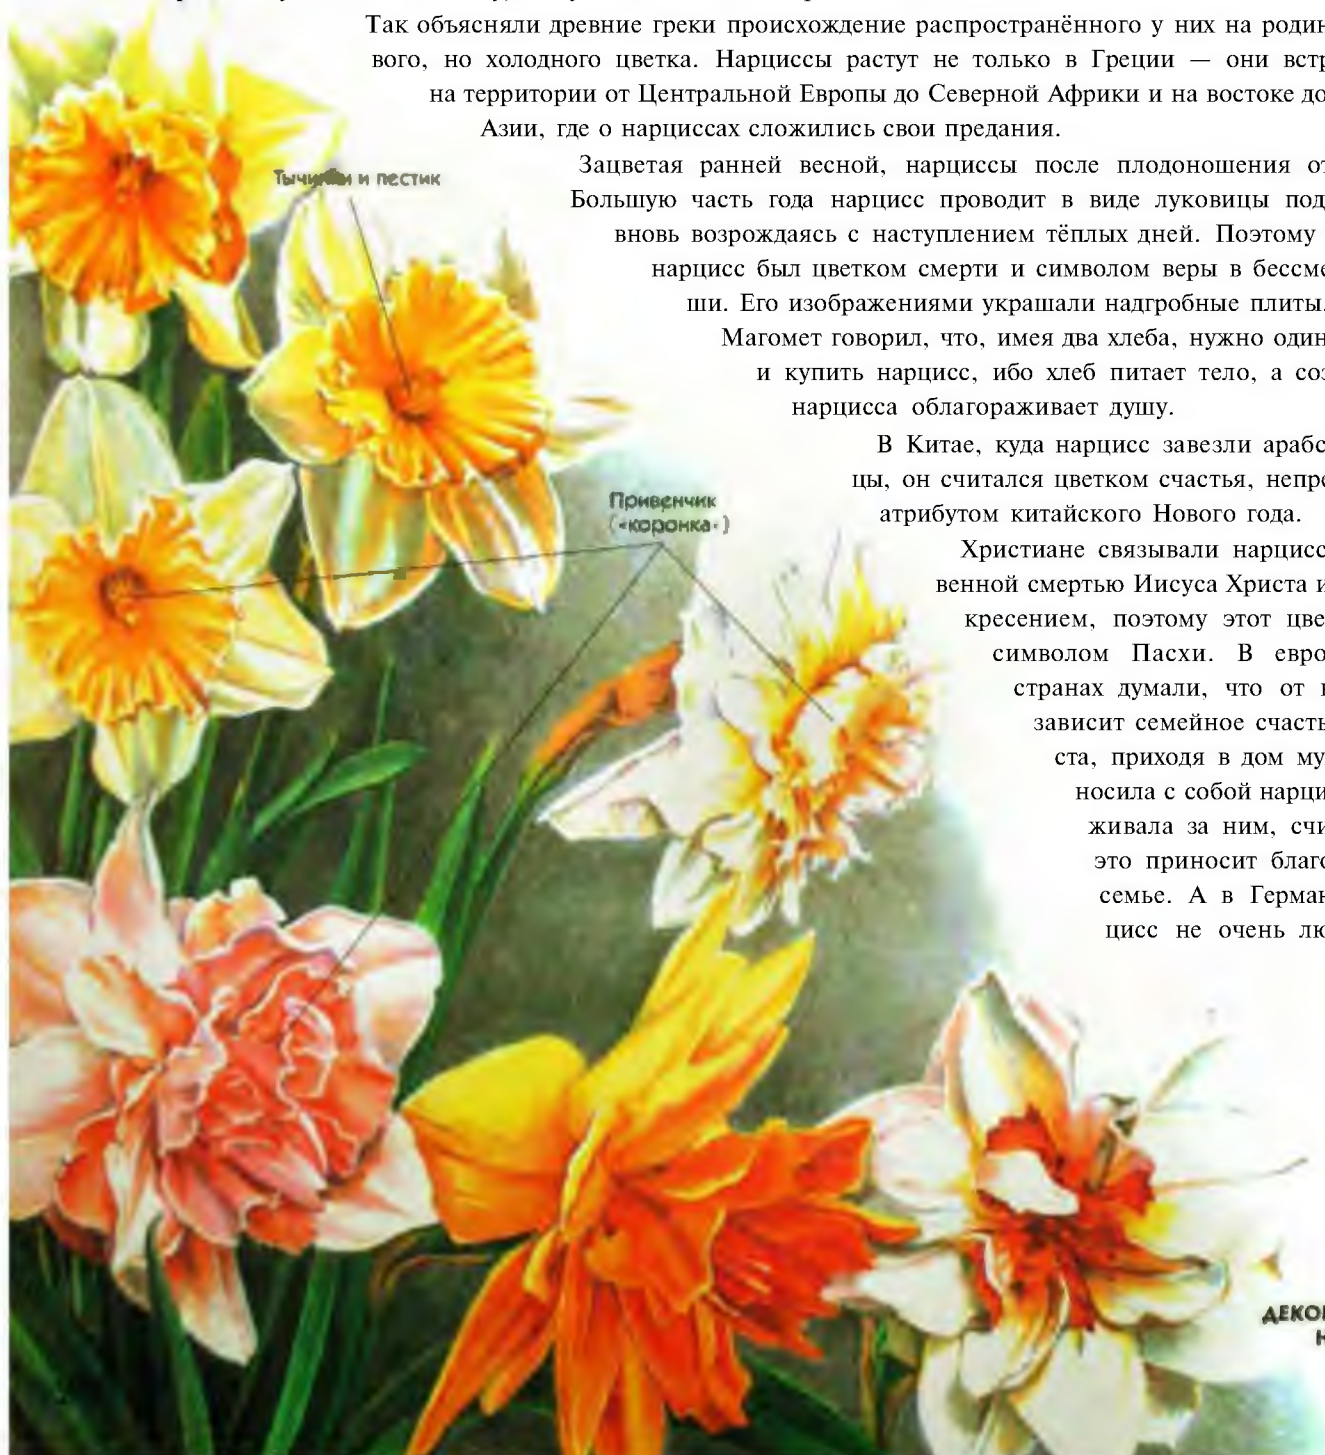 Так объясняли древние греки происхождение распространённого у них на родин
вого, но холодного цветка. Нарциссы растут не только в Греции — они встр
на территории от Центральной Европы до Северной Африки и на востоке до
Азии, где о нарциссах сложились свои предания.
Зацветая ранней весной, нарциссы после плодоношения от
Большую часть года нарцисс проводит в виде луковицы под
вновь возрождаясь с наступлением тёплых дней. Поэтому
нарцисс был цветком смерти и символом веры в бессме
ши. Его изображениями украшали надгробные плиты.
Магомет говорил, что, имея два хлеба, нужно один
и купить нарцисс, ибо хлеб питает тело, а соз
нарцисса облагораживает душу.
В Китае, куда нарцисс завезли арабс
цы, он считался цветком счастья, непре
атрибутом китайского Нового года.
Христиане связывали нарцисс
венной смертью Иисуса Христа и
кресением, поэтому этот цве
символом Пасхи. В евро
странах думали, что от
зависит семейное счасть
ста, приходя в дом му
носила с собой нарци
живала за ним, счи
это приносит благо
семье. А в Герман
цисс не очень лю
Тычинки и пестик
Привенчик
(«коронка»)
ДЕКО
Н